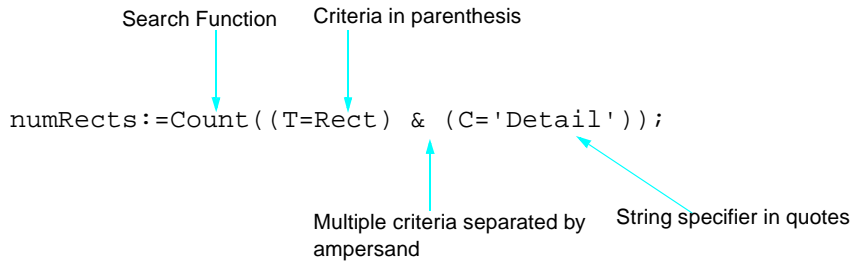 Search Function
Criteria in parenthesis
numRects:=Count((T=Rect) & (C='Detail'));
Multiple criteria separated by
ampersand
String specifier in quotes